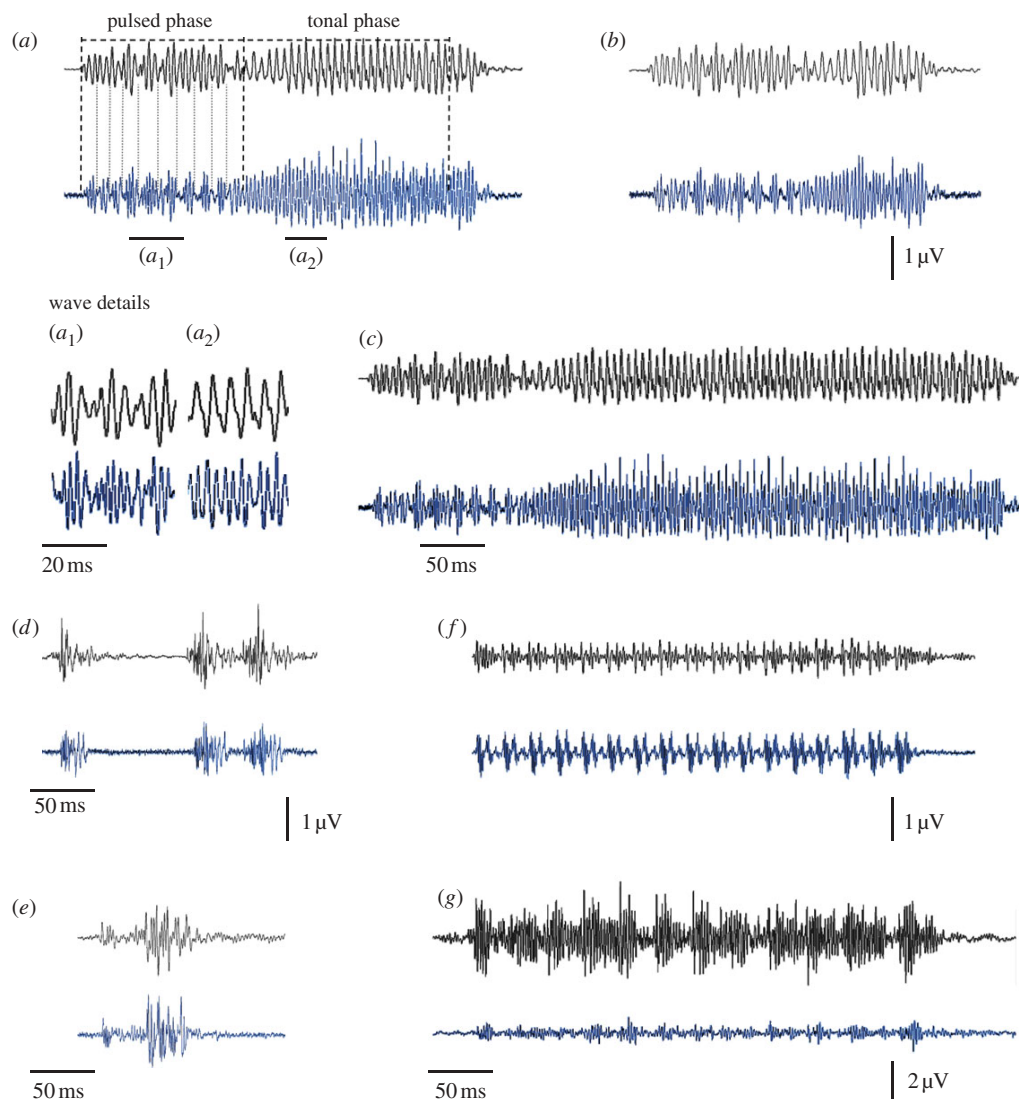 pulsed phase tonal phase
(a) (b)
(a1) (a2) 1 µV
wave details
(a1) (a2) (c)
20 ms 50 ms
(d) (f)
50 ms 1 µV 1 µV
(e) (g)
50 ms 50 ms 2 µV